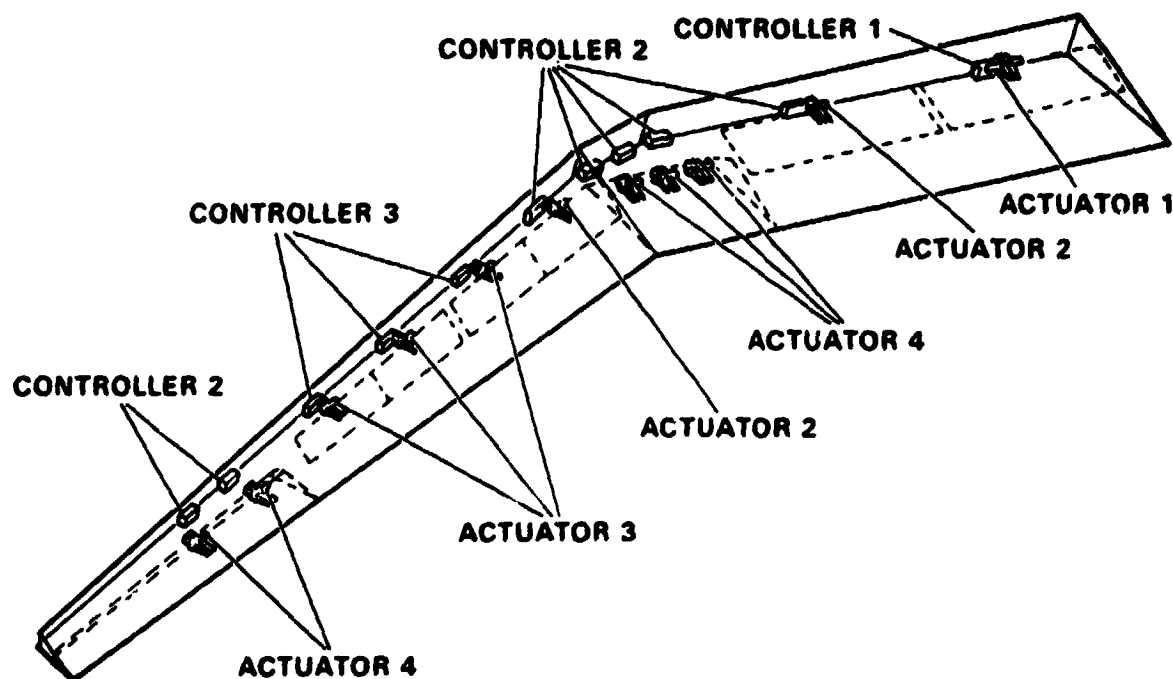 CONTROLLER 1
CONTROLLER 2
ACTUATOR 1
CONTROLLER 3
ACTUATOR 2
ACTUATOR 4
CONTROLLER 2
ACTUATOR 2
ACTUATOR 3
ACTUATOR 4